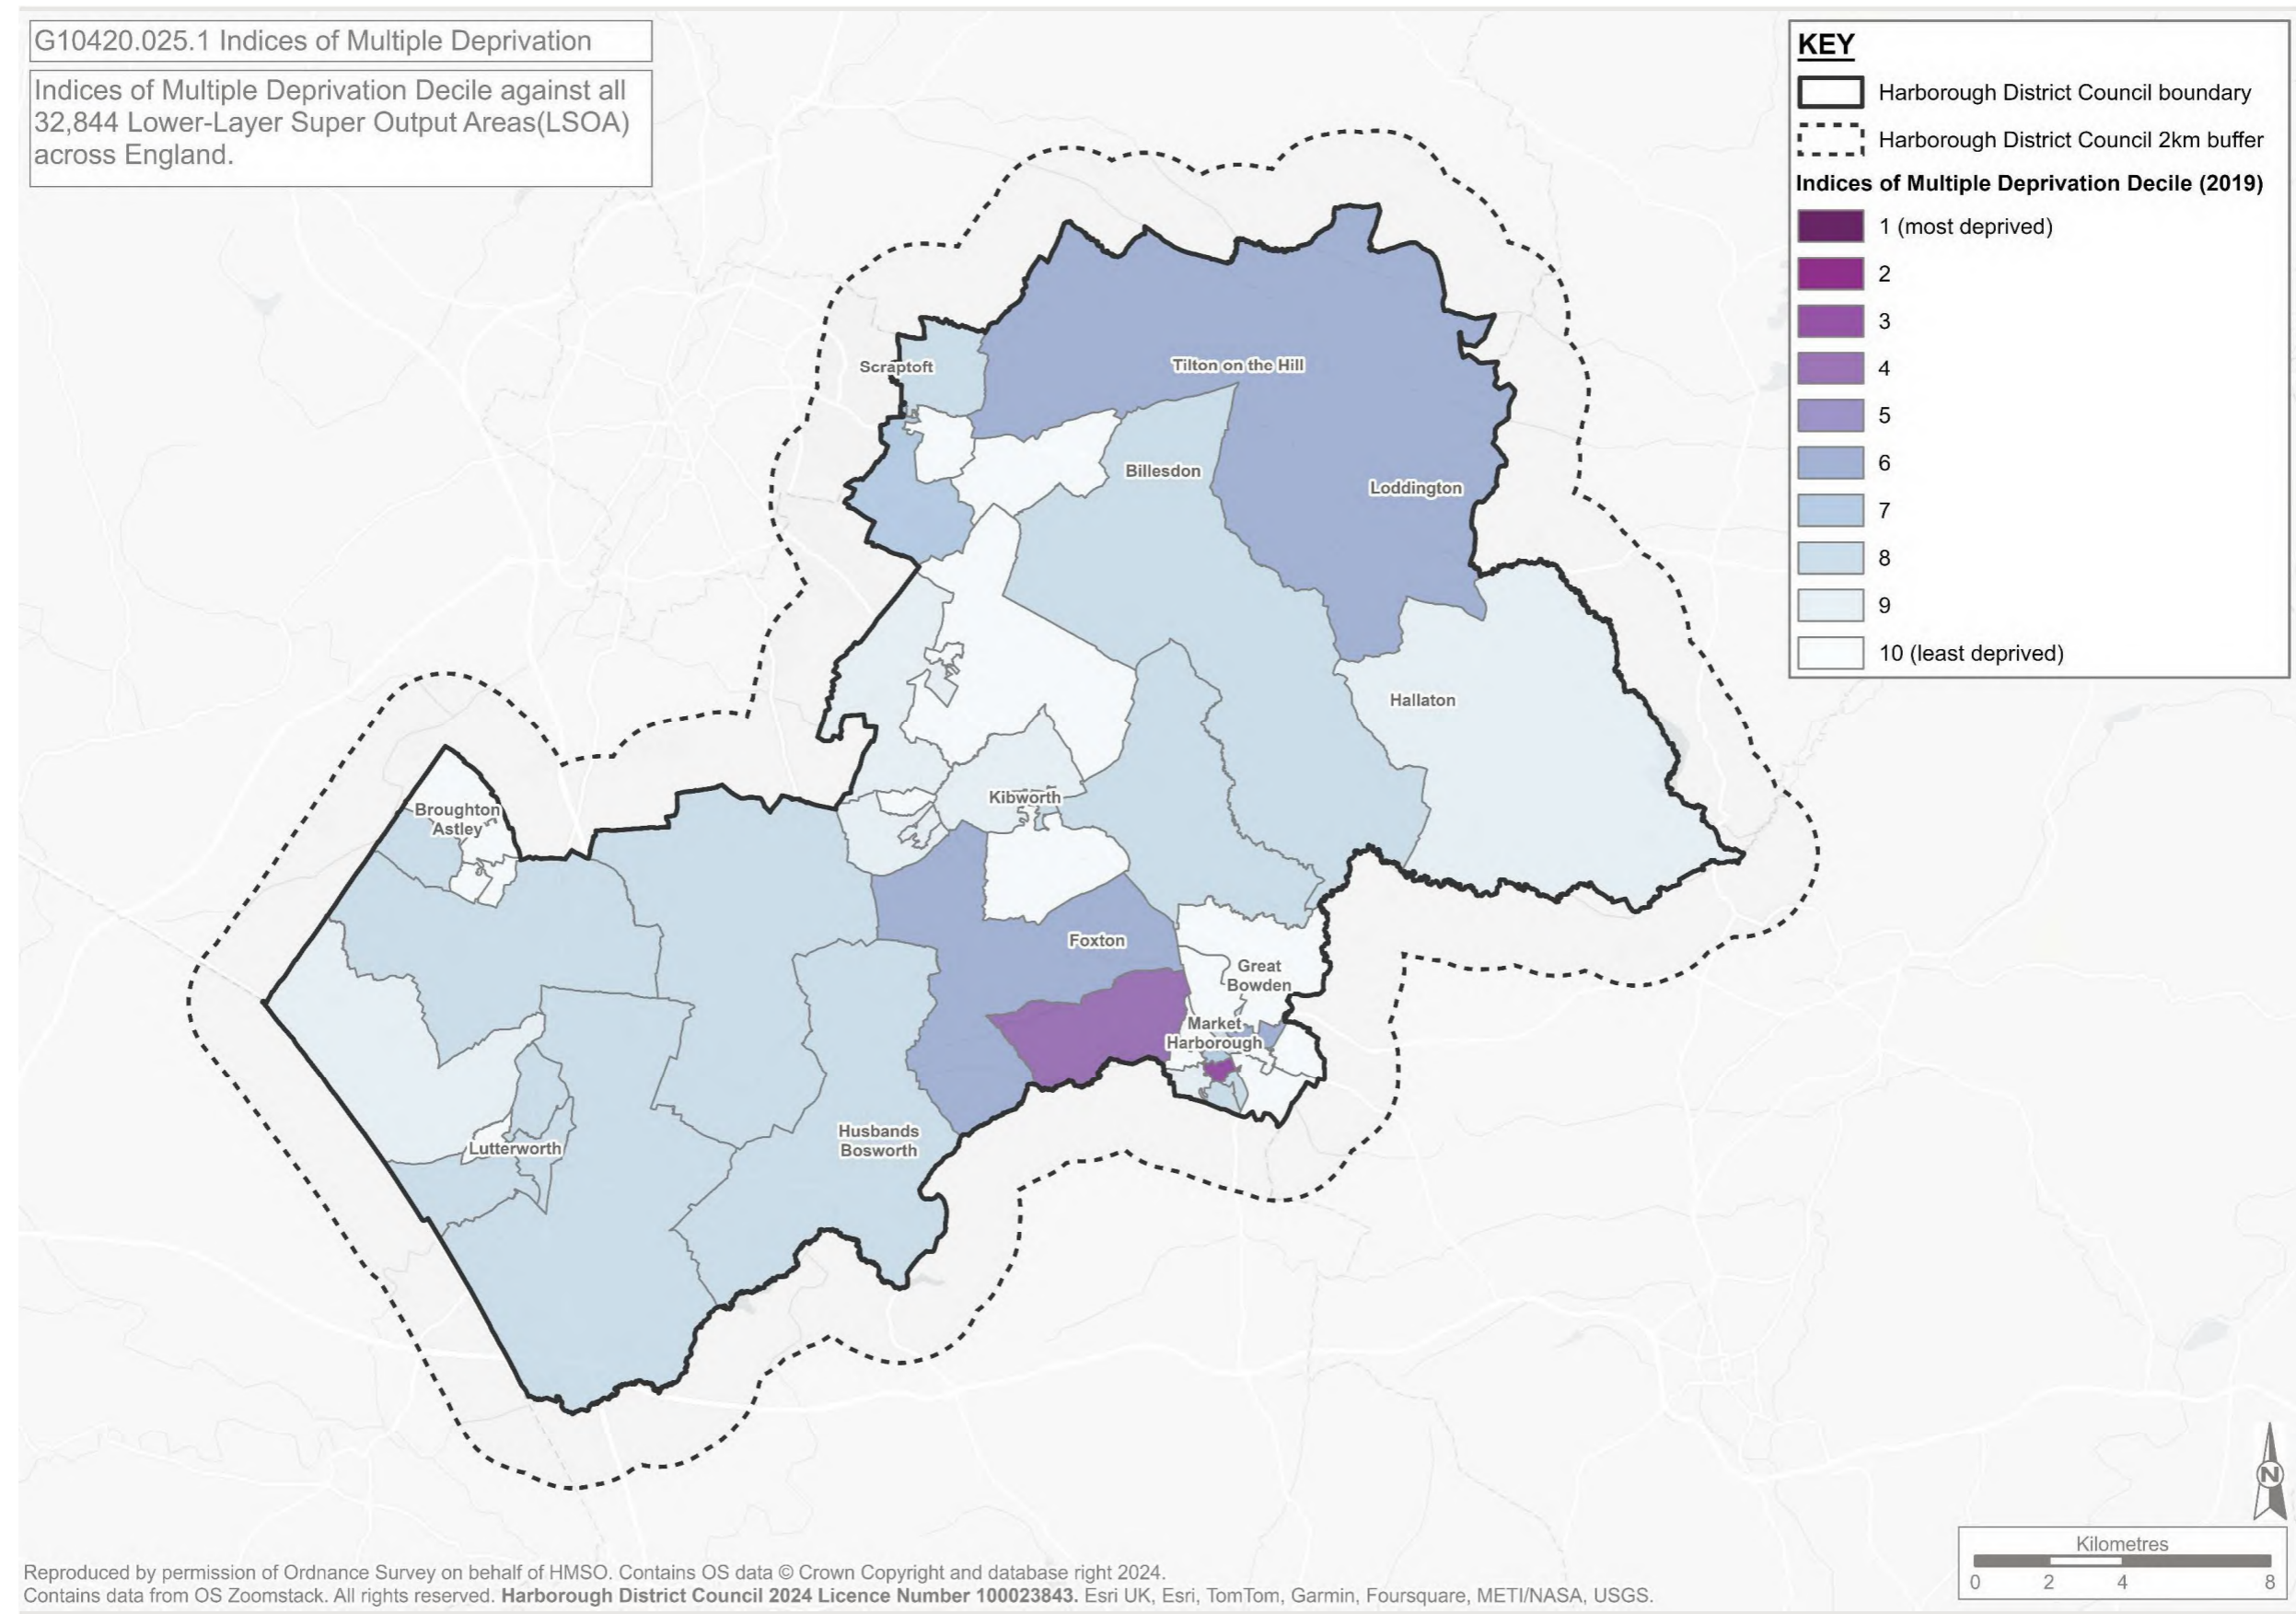 G10420.025.1 Indices of Multiple Deprivation
Indices of Multiple Deprivation Decile against all
32,844 Lower-Layer Super Output Areas(LSOA)
across England.
KEY
Harborough District Council boundary
Harborough District Council 2km buffer
Indices of Multiple Deprivation Decile (2019)
1 (most deprived)
2
3
4
5
6
7
8
9
10 (least deprived)
Scraptoft
Tilton on the Hill
Billesdon
Loddington
Hallaton
Kibworth
Broughton
Astley
Foxton
Great
Bowden
Market
Harborough
Husbands
Bosworth
Lutterworth
N
Kilometres
0 2 4 8
Reproduced by permission of Ordnance Survey on behalf of HMSO. Contains OS data © Crown Copyright and database right 2024.
Contains data from OS Zoomstack. All rights reserved. Harborough District Council 2024 Licence Number 100023843. Esri UK, Esri, TomTom, Garmin, Foursquare, METI/NASA, USGS.